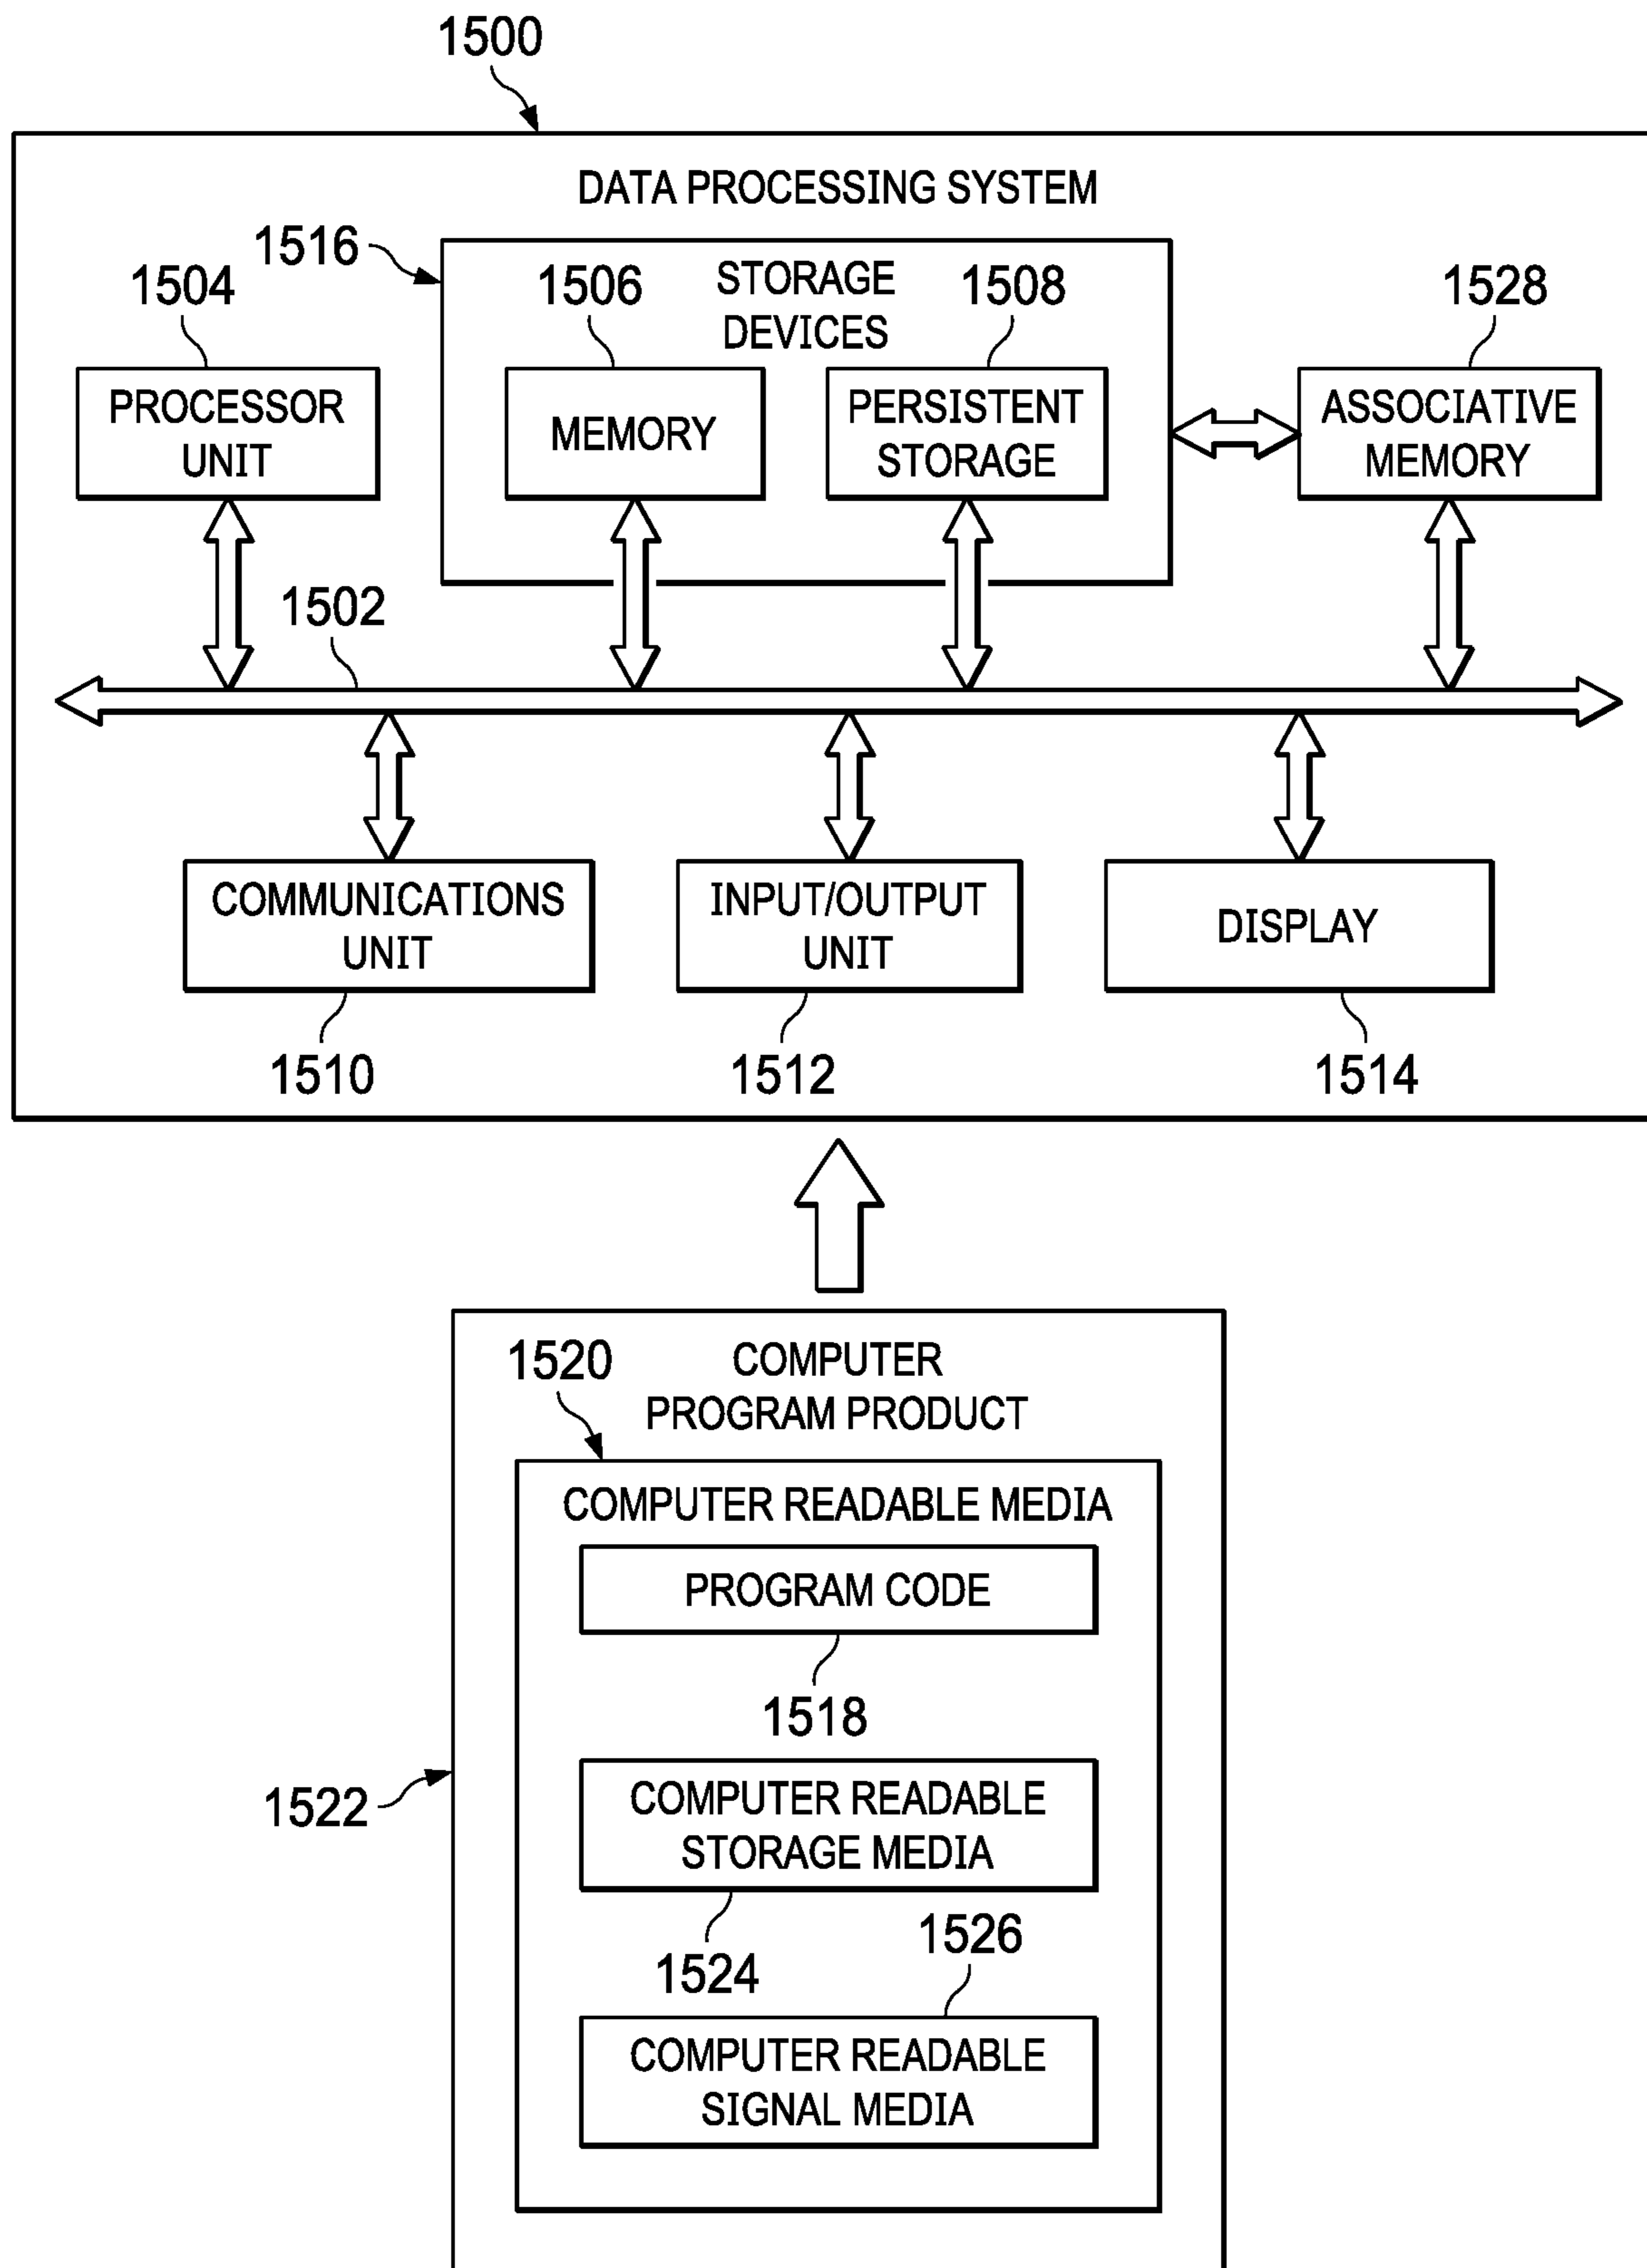 1500
DATA PROCESSING SYSTEM
1516
1504
1506
STORAGE
DEVICES
1508
1528
PROCESSOR
UNIT
MEMORY
PERSISTENT
STORAGE
ASSOCIATIVE
MEMORY
1502
COMMUNICATIONS
UNIT
INPUT/OUTPUT
UNIT
DISPLAY
1510
1512
1514
1520
COMPUTER
PROGRAM PRODUCT
COMPUTER READABLE MEDIA
PROGRAM CODE
1518
1522
COMPUTER READABLE
STORAGE MEDIA
1524
1526
COMPUTER READABLE
SIGNAL MEDIA